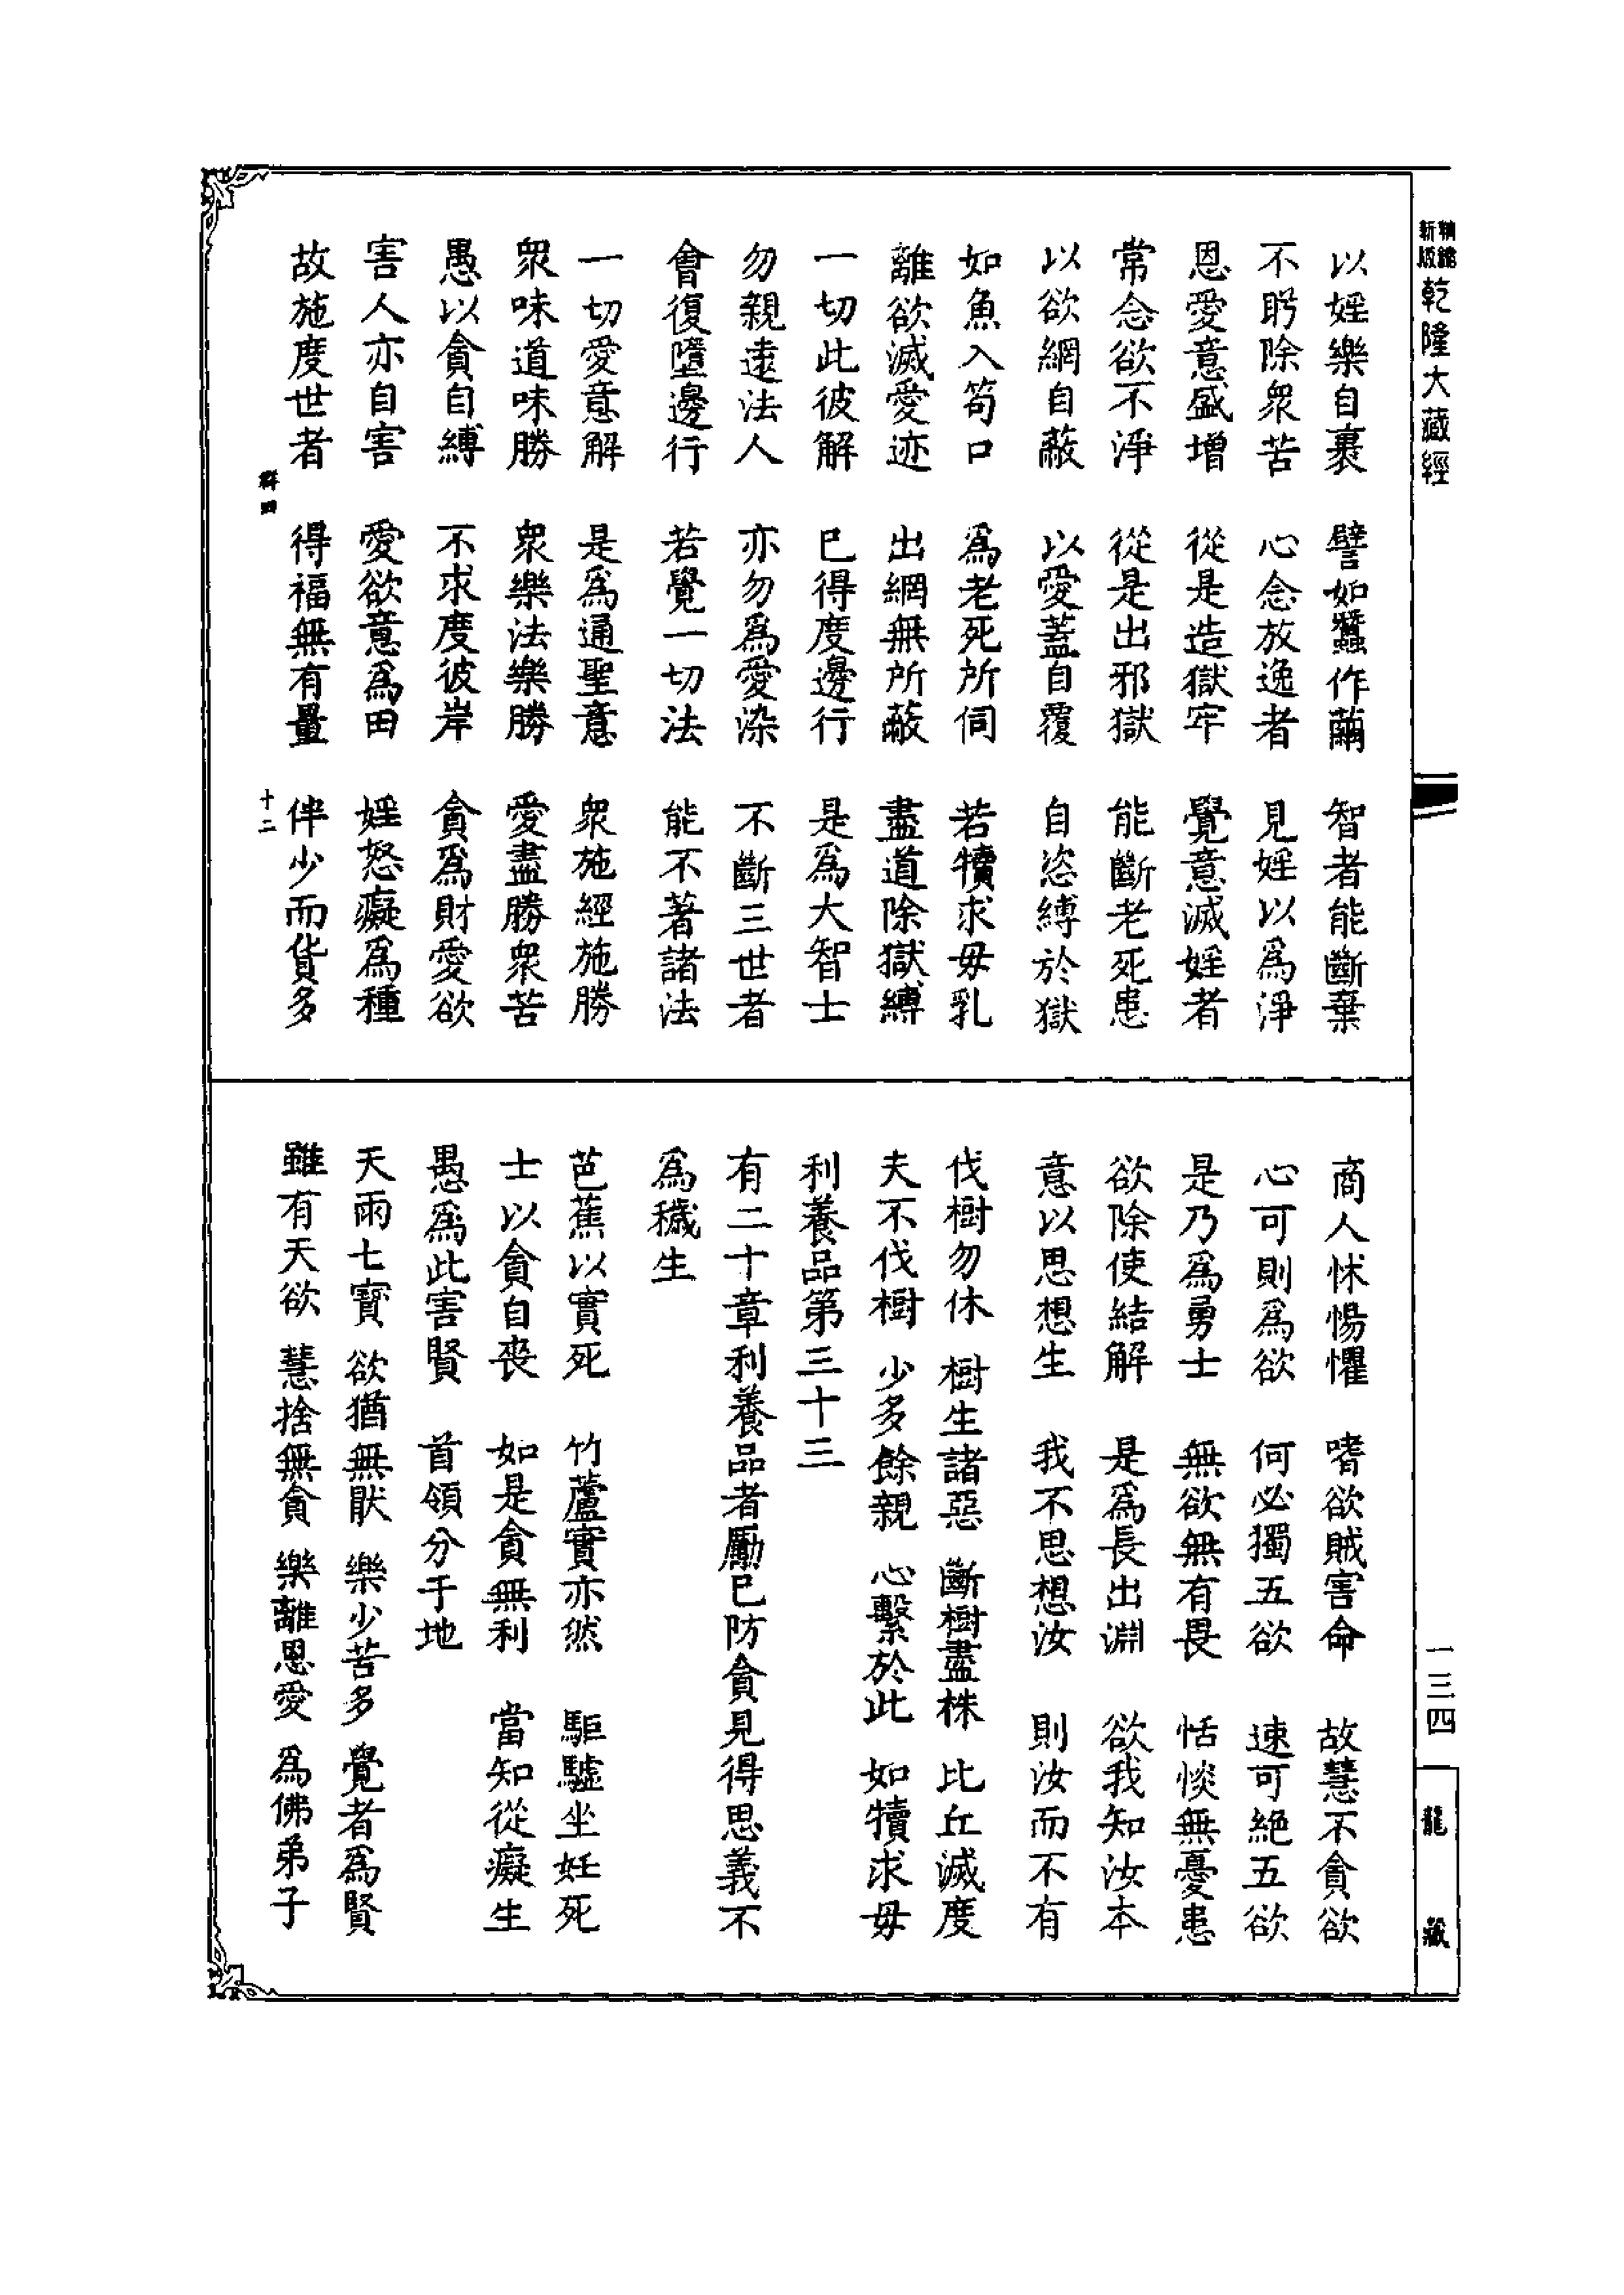 新版 精縮 乾隆大藏經
以婬樂自裹 譬如蠶作繭 智者能斷棄
不眄除衆苦 心念放逸者 見婬以爲淨
恩愛意盛增 從是造獄牢 覺意滅婬者
常念欲不淨 從是出邪獄 能斷老死患
以欲網自蔽 以愛蓋自覆 自恣縛於獄
如魚入笱口 爲老死所伺 若犢求母乳
離欲滅愛迹 出網無所蔽 盡道除獄縛
一切此彼解 巳得度邊行 是爲大智士
勿親遠法人 亦勿爲愛染 不斷三世者
會復墮邊行 若覺一切法 能不著諸法
一切愛意解 是爲通聖意 衆施經施勝
衆味道味勝 衆樂法樂勝 愛盡勝衆苦
愚以貪自縛 不求度彼岸 貪爲財愛欲
害人亦自害 愛欲意爲田 婬怒癡爲種
故施度世者 得福無有量 伴少而貨多
群四 十二
商人怵惕懼 嗜欲賊害命 故慧不貪欲
心可則爲欲 何必獨五欲 速可絕五欲
是乃爲勇士 無欲無有畏 恬惔無憂患
欲除使結解 是爲長出淵 欲我知汝本
意以思想生 我不思想汝 則汝而不有
伐樹勿休 樹生諸惡 斷樹盡株 比丘滅度
夫不伐樹 少多餘親 心繫於此 如犢求母
利養品第三十三
有二十章利養品者勵巳防貪見得思義不
爲穢生
芭蕉以實死 竹蘆實亦然 駏驉坐妊死
士以貪自喪 如是貪無利 當知從癡生
愚爲此害賢 首領分于地
天雨七寶 欲猶無猒 樂少苦多 覺者爲賢
雖有天欲 慧捨無貪 樂離恩愛 爲佛弟子
一三四
龍藏